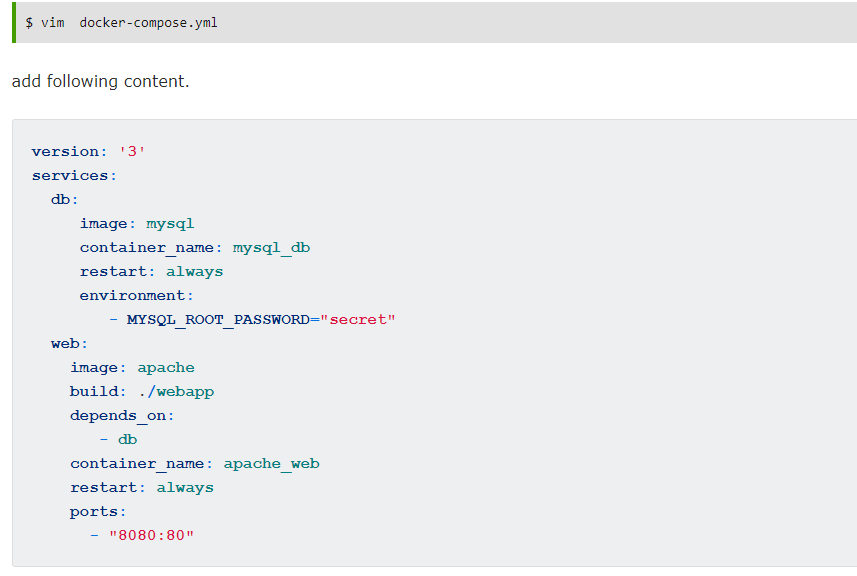 $ vim  docker-compose.yml
add following content.
version: '3'
services:
  db:
     image: mysql
     container_name: mysql_db
     restart: always
     environment:
        - MYSQL_ROOT_PASSWORD="secret"
  web:
    image: apache
    build: ./webapp
    depends_on:
       - db
    container_name: apache_web
    restart: always
    ports:
      - "8080:80"